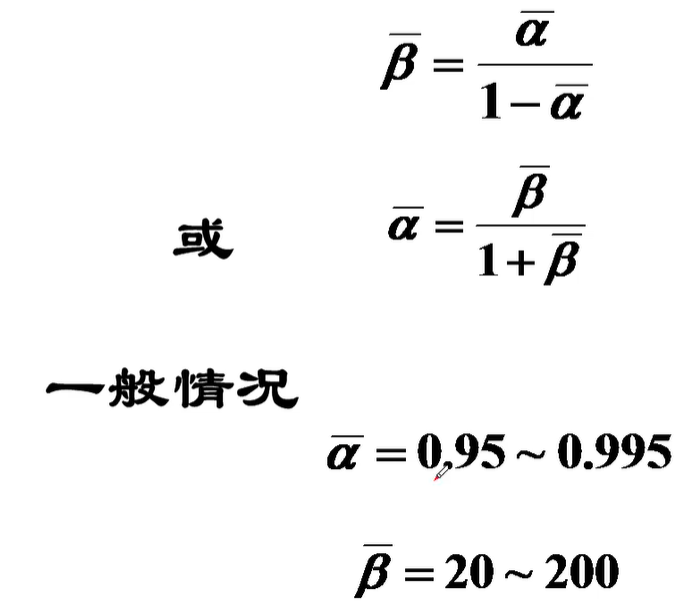 β̅ = α̅ / (1 − α̅)
或 α̅ = β̅ / (1 + β̅)
一般情况
α̅ = 0.95 ~ 0.995
β̅ = 20 ~ 200